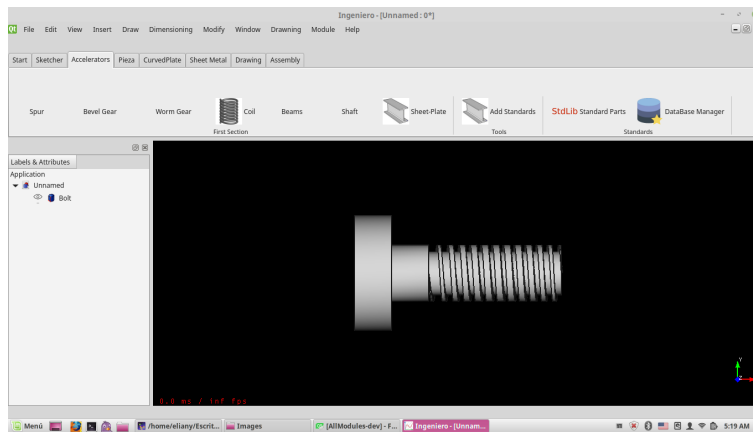 Ingeniero - [Unnamed : 0*]
File Edit View Insert Draw Dimensioning Modify Window Drawning Module Help
Start Sketcher Accelerators Pieza CurvedPlate Sheet Metal Drawing Assembly
Spur Bevel Gear Worm Gear Coil Beams Shaft Sheet-Plate Add Standards StdLib Standard Parts DataBase Manager
First Section Tools Standards
Labels & Attributes
Application
Unnamed
Bolt
Y
Z
0.0 ms / inf fps
Menú /home/eliany/Escrit... Images [AllModules-dev] - F... Ingeniero - [Unnam... 5:19 AM